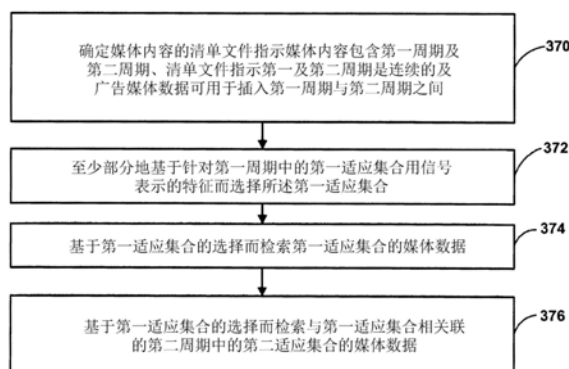 确定媒体内容的清单文件指示媒体内容包含第一周期及
第二周期、清单文件指示第一及第二周期是连续的及
广告媒体数据可用于插入第一周期与第二周期之间
370
至少部分地基于针对第一周期中的第一适应集合用信号
表示的特征而选择所述第一适应集合
372
基于第一适应集合的选择而检索第一适应集合的媒体数据
374
基于第一适应集合的选择而检索与第一适应集合相关联
的第二周期中的第二适应集合的媒体数据
376